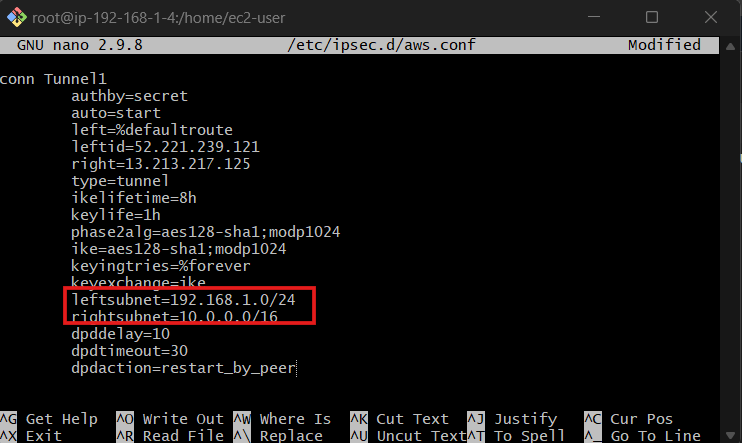 root@ip-192-168-1-4:/home/ec2-user
GNU nano 2.9.8 /etc/ipsec.d/aws.conf Modified
conn Tunnel1
authby=secret
auto=start
left=%defaultroute
leftid=52.221.239.121
right=13.213.217.125
type=tunnel
ikelifetime=8h
keylife=1h
phase2alg=aes128-sha1;modp1024
ike=aes128-sha1;modp1024
keyingtries=%forever
keyexchange=ike
leftsubnet=192.168.1.0/24
rightsubnet=10.0.0.0/16
dpddelay=10
dpdtimeout=30
dpdaction=restart_by_peer
^G Get Help ^O Write Out ^W Where Is ^K Cut Text ^J Justify ^C Cur Pos
^X Exit ^R Read File ^\ Replace ^U Uncut Text ^T To Spell ^_ Go To Line